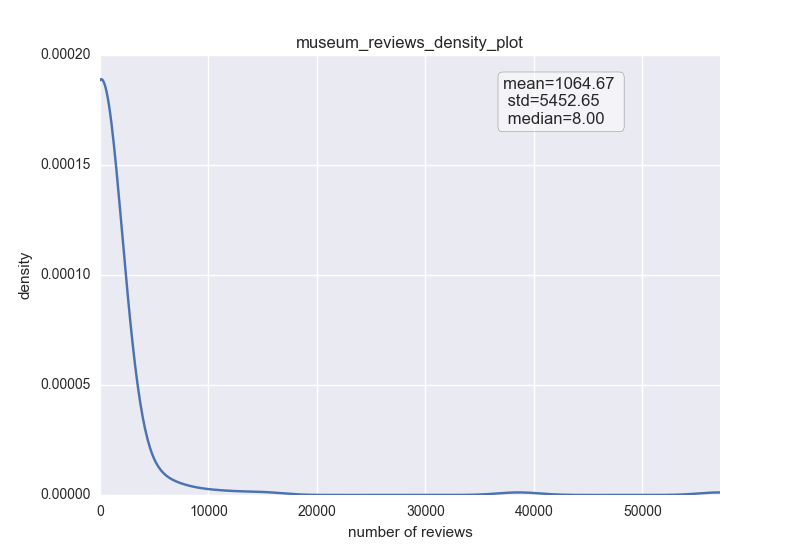 museum_reviews_density_plot
mean=1064.67
std=5452.65
median=8.00
0.00020
0.00015
0.00010
0.00005
0.00000
density
0 10000 20000 30000 40000 50000
number of reviews